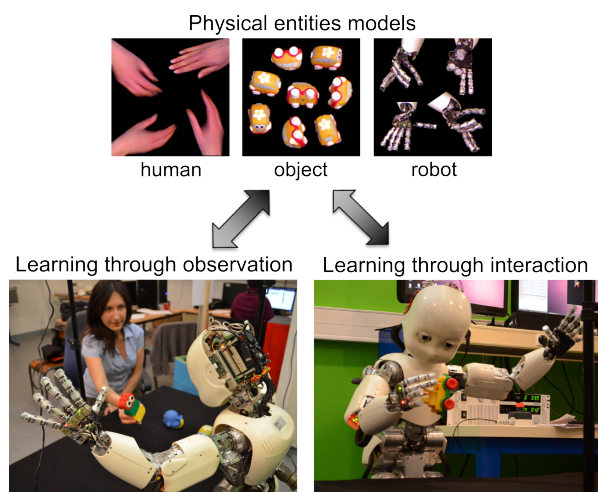 Physical entities models
human
object
robot
Learning through observation
Learning through interaction